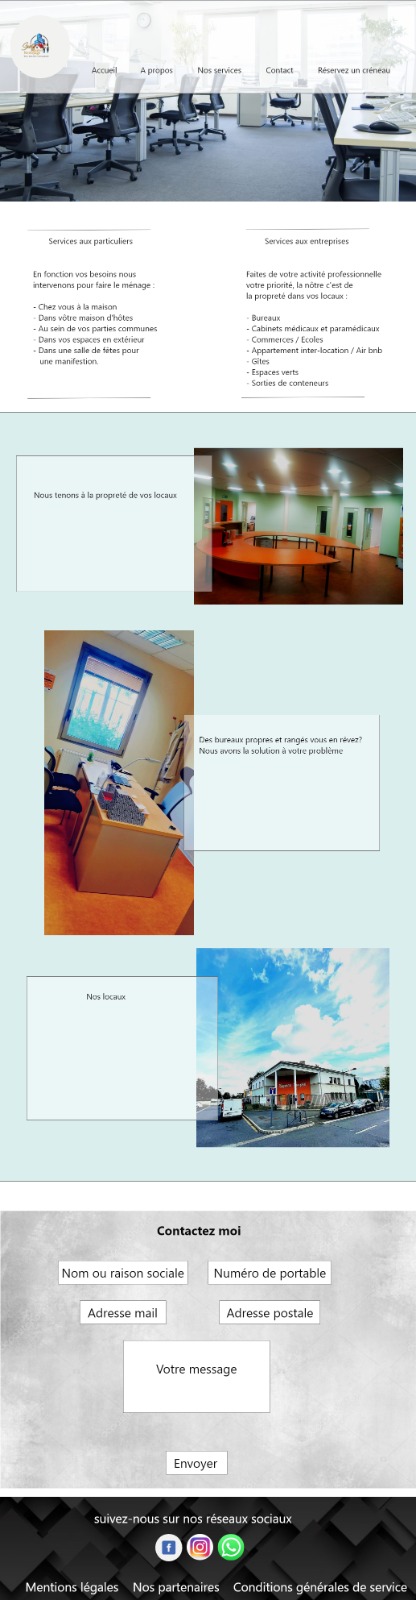 Accueil A propos Nos services Contact Réservez un créneau
Services aux particuliers
En fonction vos besoins nous
intervenons pour faire le ménage :
- Chez vous à la maison
- Dans vôtre maison d'hôtes
- Au sein de vos parties communes
- Dans vos espaces en extérieur
- Dans une salle de fêtes pour
une manifestion.
Services aux entreprises
Faites de votre activité professionnelle
votre priorité, la nôtre c'est de
la propreté dans vos locaux :
- Bureaux
- Cabinets médicaux et paramédicaux
- Commerces / Ecoles
- Appartement inter-location / Air bnb
- Gîtes
- Espaces verts
- Sorties de conteneurs
Nous tenons à la propreté de vos locaux
Des bureaux propres et rangés vous en rêvez?
Nous avons la solution à votre problème
Nos locaux
Contactez moi
Nom ou raison sociale Numéro de portable
Adresse mail Adresse postale
Votre message
Envoyer
suivez-nous sur nos réseaux sociaux
Mentions légales Nos partenaires Conditions générales de service